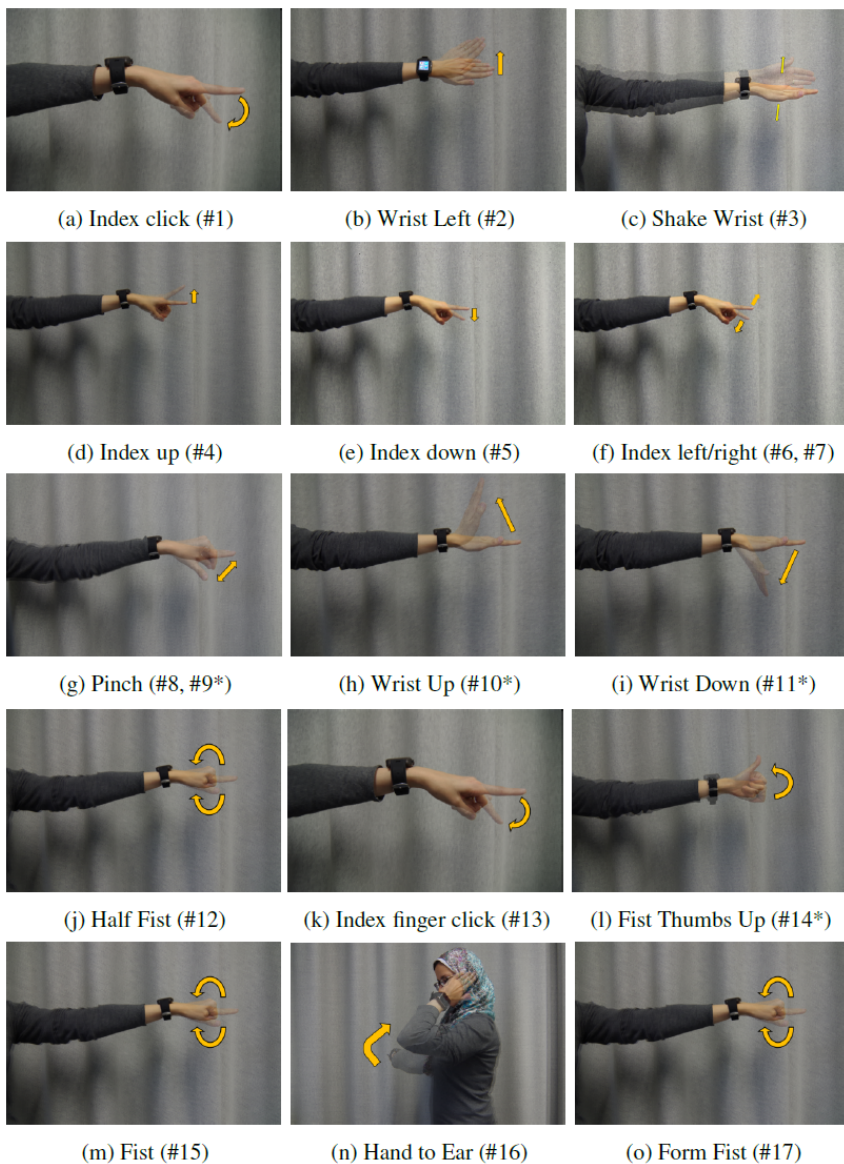 (a) Index click (#1)
(b) Wrist Left (#2)
(c) Shake Wrist (#3)
(d) Index up (#4)
(e) Index down (#5)
(f) Index left/right (#6, #7)
(g) Pinch (#8, #9*)
(h) Wrist Up (#10*)
(i) Wrist Down (#11*)
(j) Half Fist (#12)
(k) Index finger click (#13)
(l) Fist Thumbs Up (#14*)
(m) Fist (#15)
(n) Hand to Ear (#16)
(o) Form Fist (#17)